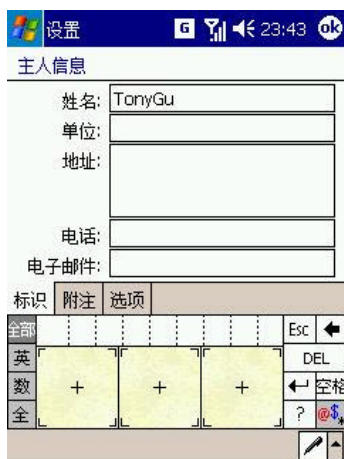 设置 G 23:43 ok
主人信息
姓名: TonyGu
单位:
地址:
电话:
电子邮件:
标识 附注 选项
全部 Esc
英 DEL
数 空格
全 ? @$*